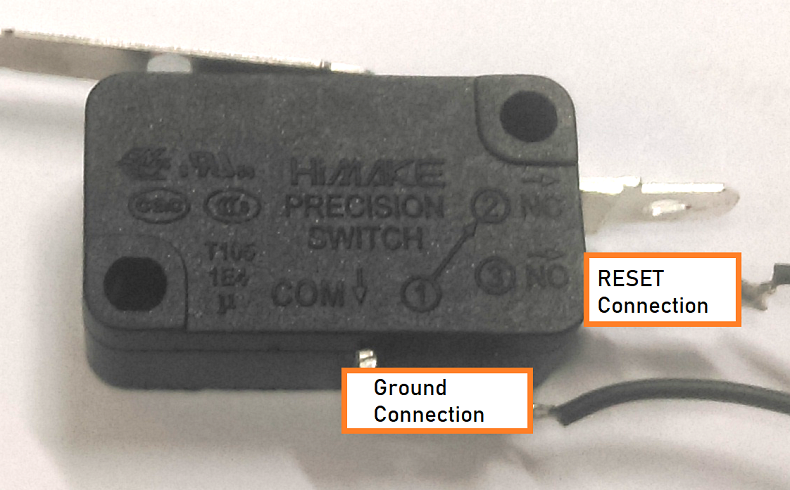 HIMAKE
PRECISION
SWITCH
② NC
③ NO
T105
1E4
µ
COM
①
RESET
Connection
Ground
Connection